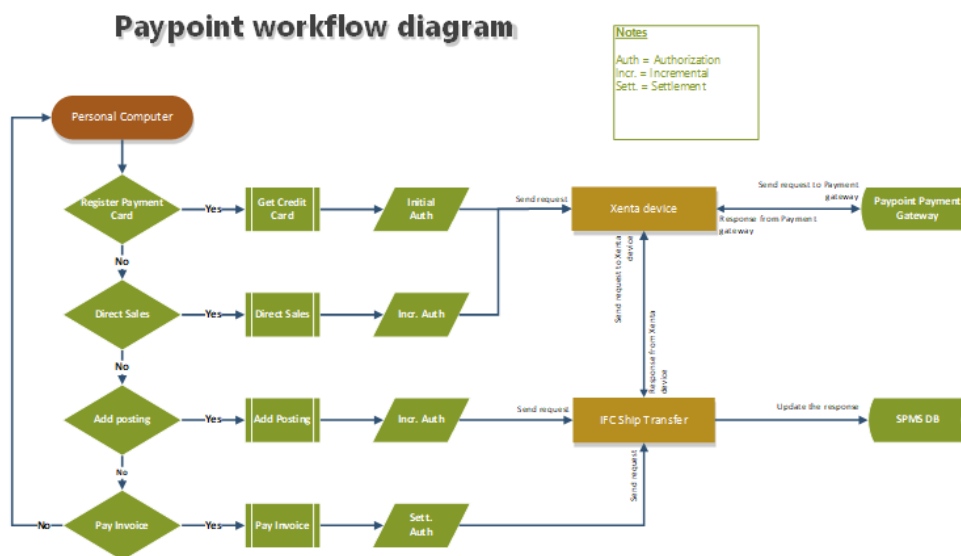 Paypoint workflow diagram
Notes
Auth = Authorization
Incr. = Incremental
Sett. = Settlement
Personal Computer
Register Payment
Card
Yes
Get Credit
Card
Initial
Auth
Send request
Xenta device
Send request to Payment
gateway
Response from Payment
gateway
Paypoint Payment
Gateway
No
Send request to Xenta
device
Direct Sales
Yes
Direct Sales
Incr. Auth
No
Response from Xenta
device
Add posting
Yes
Add Posting
Incr. Auth
Send request
IFC Ship Transfer
Update the response
SPMS DB
No
Send request
No
Pay Invoice
Yes
Pay Invoice
Sett.
Auth